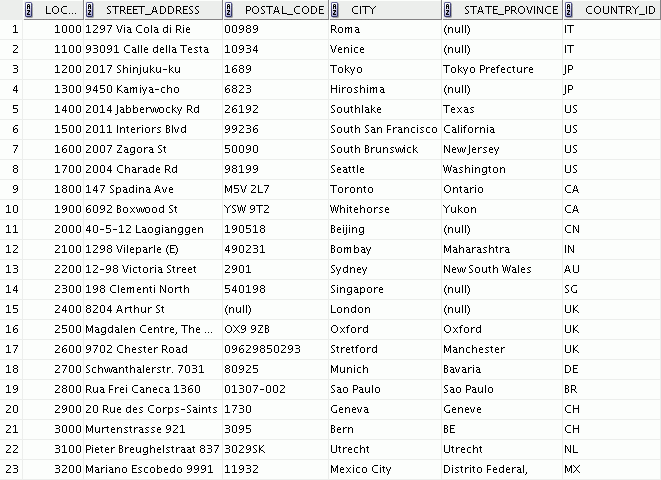 LOC... STREET_ADDRESS POSTAL_CODE CITY STATE_PROVINCE COUNTRY_ID
1 1000 1297 Via Cola di Rie 00989 Roma (null) IT
2 1100 93091 Calle della Testa 10934 Venice (null) IT
3 1200 2017 Shinjuku-ku 1689 Tokyo Tokyo Prefecture JP
4 1300 9450 Kamiya-cho 6823 Hiroshima (null) JP
5 1400 2014 Jabberwocky Rd 26192 Southlake Texas US
6 1500 2011 Interiors Blvd 99236 South San Francisco California US
7 1600 2007 Zagora St 50090 South Brunswick New Jersey US
8 1700 2004 Charade Rd 98199 Seattle Washington US
9 1800 147 Spadina Ave M5V 2L7 Toronto Ontario CA
10 1900 6092 Boxwood St YSW 9T2 Whitehorse Yukon CA
11 2000 40-5-12 Laogianggen 190518 Beijing (null) CN
12 2100 1298 Vileparle (E) 490231 Bombay Maharashtra IN
13 2200 12-98 Victoria Street 2901 Sydney New South Wales AU
14 2300 198 Clementi North 540198 Singapore (null) SG
15 2400 8204 Arthur St (null) London (null) UK
16 2500 Magdalen Centre, The ... OX9 9ZB Oxford Oxford UK
17 2600 9702 Chester Road 09629850293 Stretford Manchester UK
18 2700 Schwanthalerstr. 7031 80925 Munich Bavaria DE
19 2800 Rua Frei Caneca 1360 01307-002 Sao Paulo Sao Paulo BR
20 2900 20 Rue des Corps-Saints 1730 Geneva Geneve CH
21 3000 Murtenstrasse 921 3095 Bern BE CH
22 3100 Pieter Breughelstraat 837 3029SK Utrecht Utrecht NL
23 3200 Mariano Escobedo 9991 11932 Mexico City Distrito Federal, MX